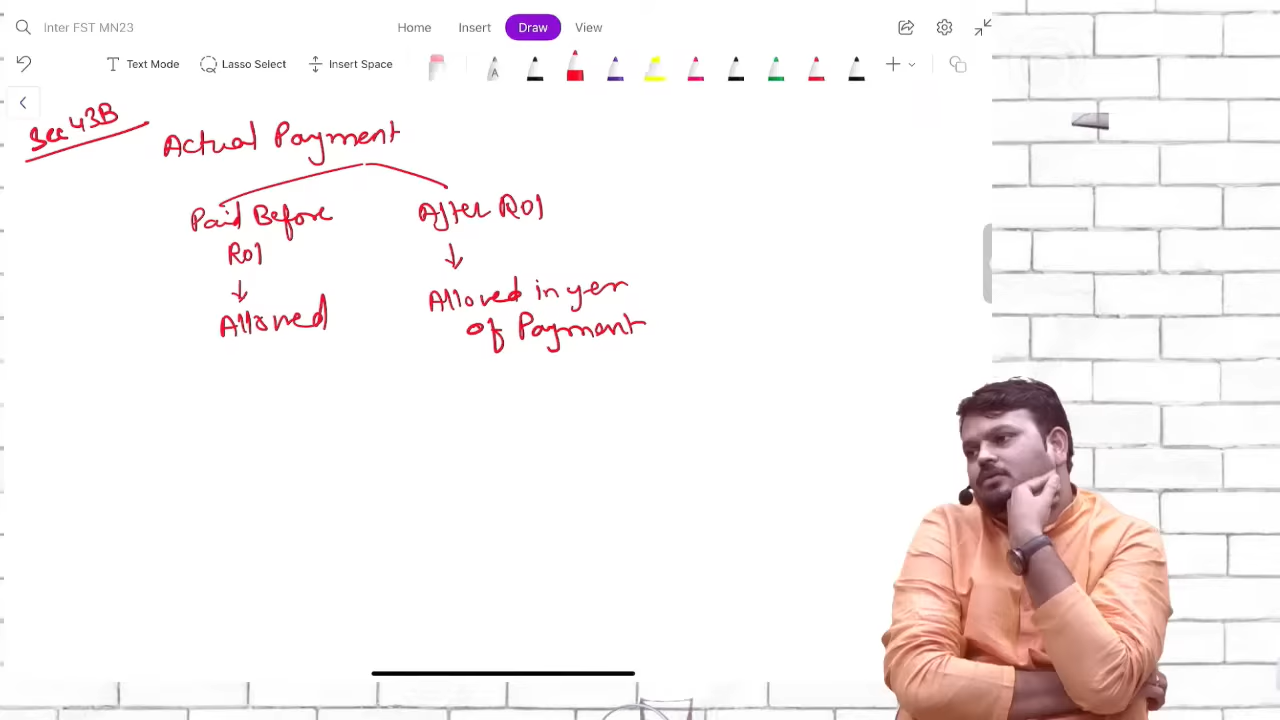 Inter FST MN23
Home Insert Draw View
Text Mode Lasso Select Insert Space
Sec 43B
Actual Payment
Paid Before
ROI
Allowed
After ROI
Allowed in year
of Payment